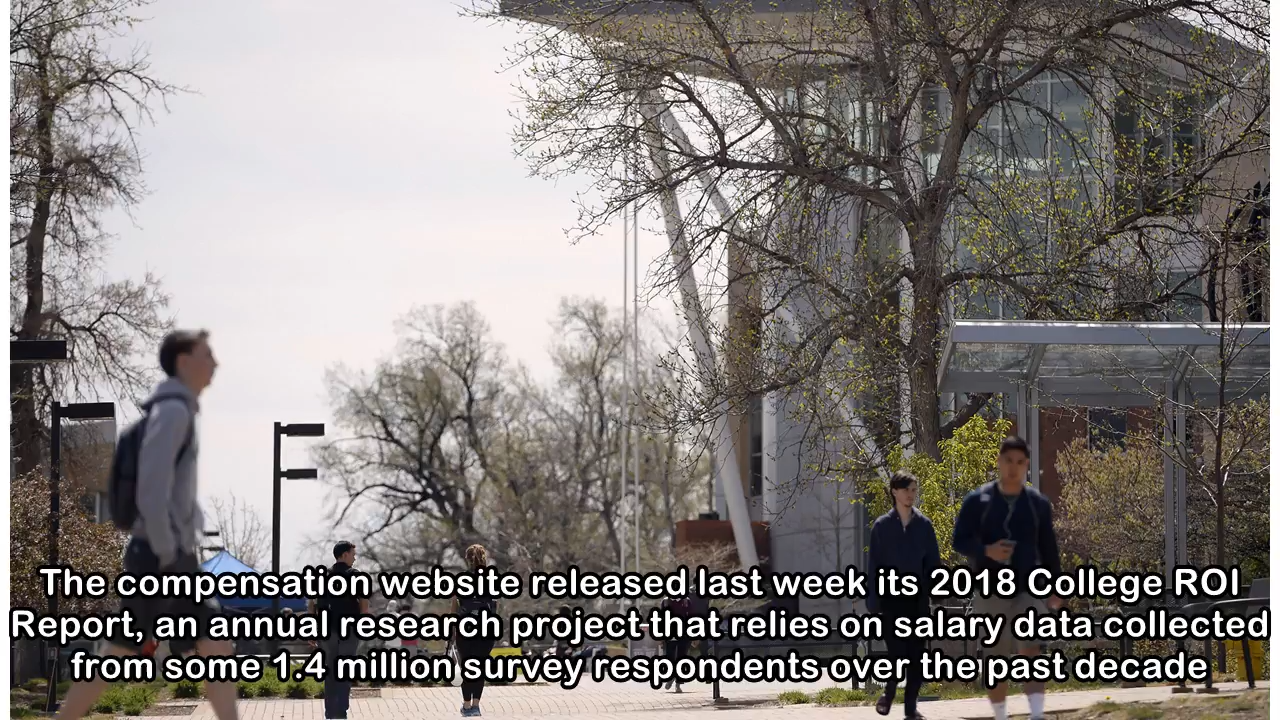 The compensation website released last week its 2018 College ROI
Report, an annual research project that relies on salary data collected
from some 1.4 million survey respondents over the past decade